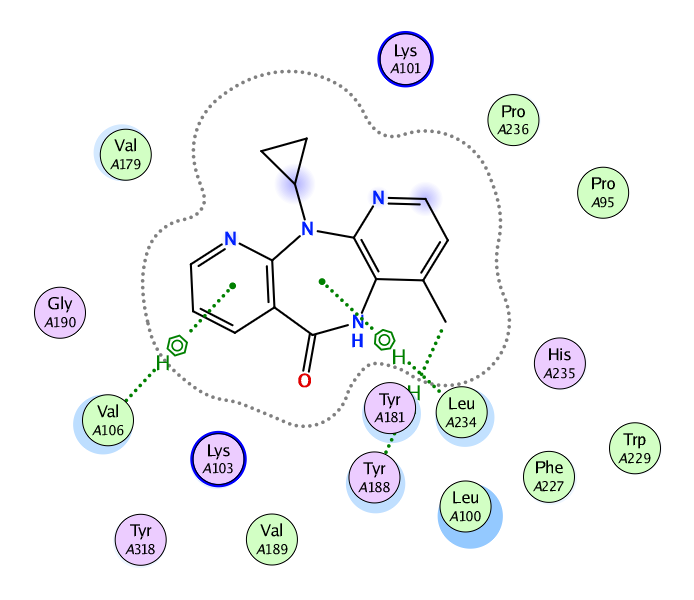 Lys
A101
Pro
A236
Val
A179
Pro
A95
N
N
N
Gly
A190
N
H
H
H
His
A235
O
H
Tyr
A181
Leu
A234
Val
A106
Lys
A103
Trp
A229
Tyr
A188
Phe
A227
Leu
A100
Tyr
A318
Val
A189